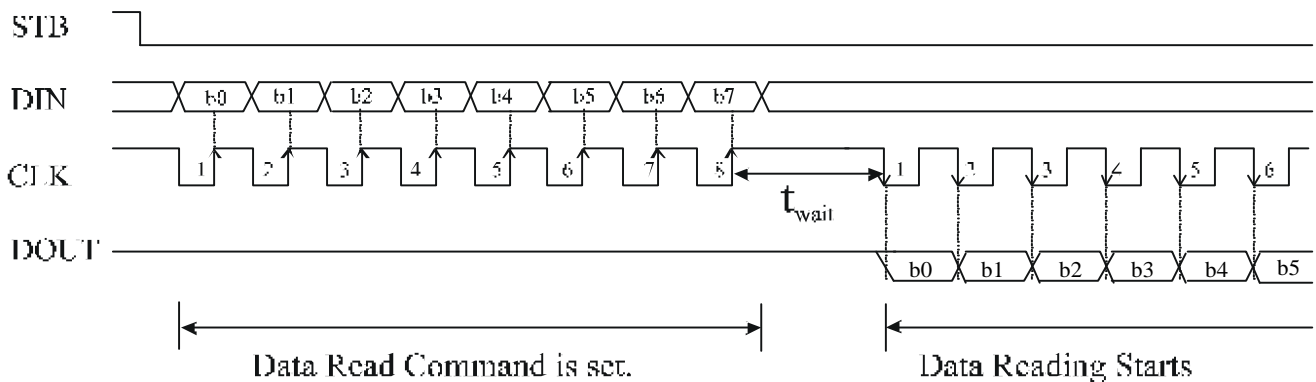 STB
DIN b0 b1 b2 b3 b4 b5 b6 b7
CLK 1 2 3 4 5 6 7 8 1 2 3 4 5 6
twait
DOUT b0 b1 b2 b3 b4 b5
Data Read Command is set. Data Reading Starts